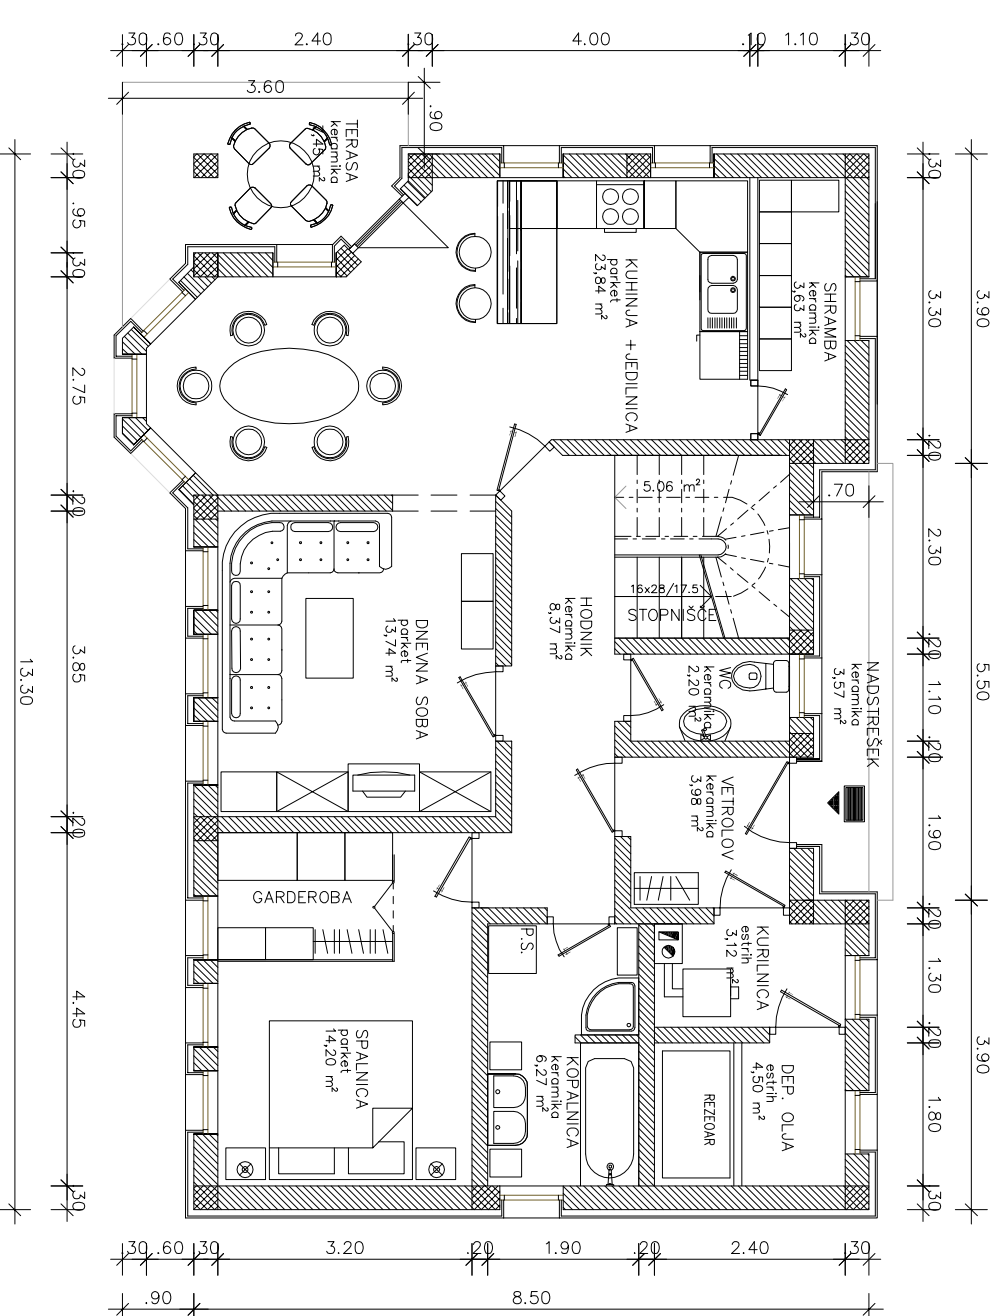 .30 .60 .30 2.40 .30 4.00 .10 1.10 .30
3.60
.90
TERASA
keramika
m²
.30
.95
.30
2.75
.20
3.85
.20
4.45
.30
13.30
KUHINJA +JEDILNICA
parket
23,84 m²
SHRAMBA
keramika
3,63 m²
.30
3.30
.20
2.30
.20
1.10
.20
1.90
.20
1.30
.20
1.80
.30
3.90
5.50
3.90
5.06 m²
.70
16x28/17.5
STOPNIŠČE
HODNIK
keramika
8,37 m²
DNEVNA SOBA
parket
13,74 m²
WC
keramika
2,20 m²
NADSTREŠEK
keramika
3,57 m²
VETROLOV
keramika
3,98 m²
GARDEROBA
P.S.
KURILNICA
estrih
3,12 m²
SPALNICA
parket
14,20 m²
KOPALNICA
keramika
6,27 m²
DEP. OLJA
estrih
4,50 m²
REZEOAR
.30 .60 .30 3.20 .20 1.90 .20 2.40 .30
.90 8.50